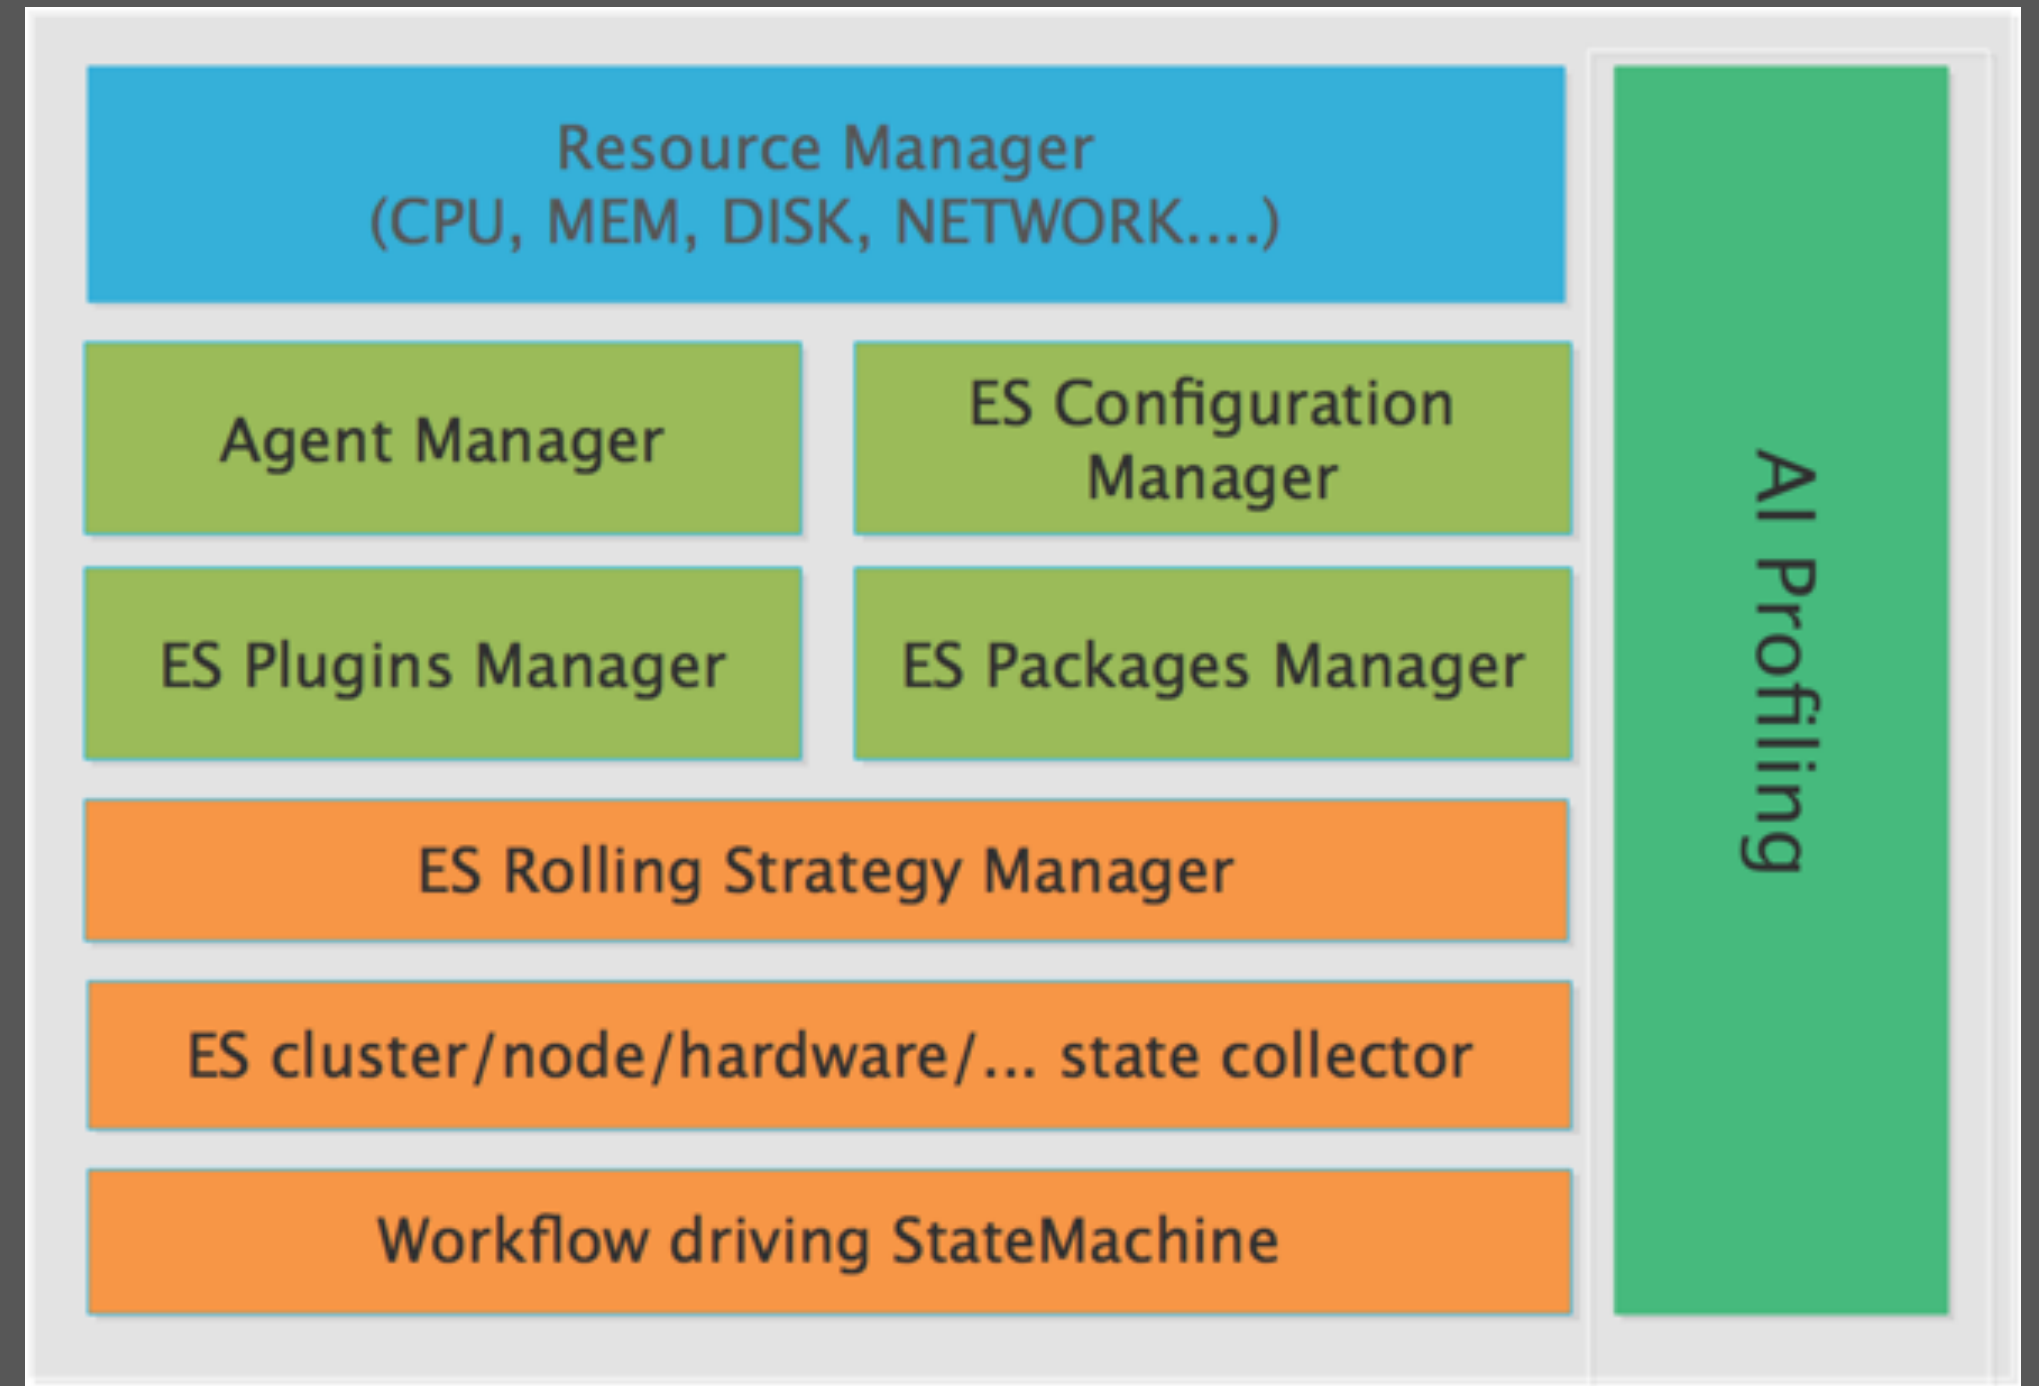 Resource Manager
(CPU, MEM, DISK, NETWORK....)
Agent Manager
ES Configuration
Manager
ES Plugins Manager
ES Packages Manager
ES Rolling Strategy Manager
ES cluster/node/hardware/... state collector
Workflow driving StateMachine
AI Profiling